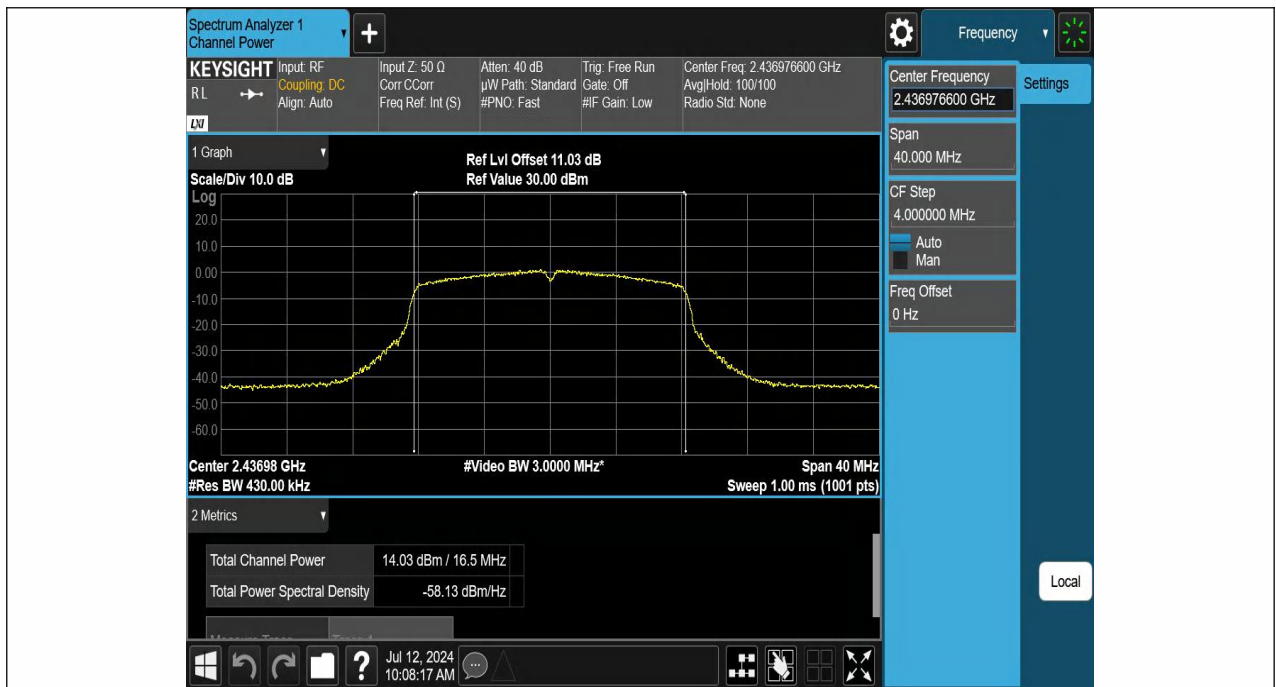 Spectrum Analyzer 1
Channel Power
+
Frequency
KEYSIGHT
R L
LXI
Input: RF
Coupling: DC
Align: Auto
Input Z: 50 Ω
Corr CCorr
Freq Ref: Int (S)
Atten: 40 dB
µW Path: Standard
#PNO: Fast
Trig: Free Run
Gate: Off
#IF Gain: Low
Center Freq: 2.436976600 GHz
Avg|Hold: 100/100
Radio Std: None
Center Frequency
2.436976600 GHz
Settings
Span
40.000 MHz
CF Step
4.000000 MHz
Auto
Man
Freq Offset
0 Hz
Local
1 Graph
Scale/Div 10.0 dB
Ref Lvl Offset 11.03 dB
Ref Value 30.00 dBm
Log
20.0
10.0
0.00
-10.0
-20.0
-30.0
-40.0
-50.0
-60.0
Center 2.43698 GHz
#Res BW 430.00 kHz
#Video BW 3.0000 MHz*
Span 40 MHz
Sweep 1.00 ms (1001 pts)
2 Metrics
Total Channel Power 14.03 dBm / 16.5 MHz
Total Power Spectral Density -58.13 dBm/Hz
?
Jul 12, 2024
10:08:17 AM